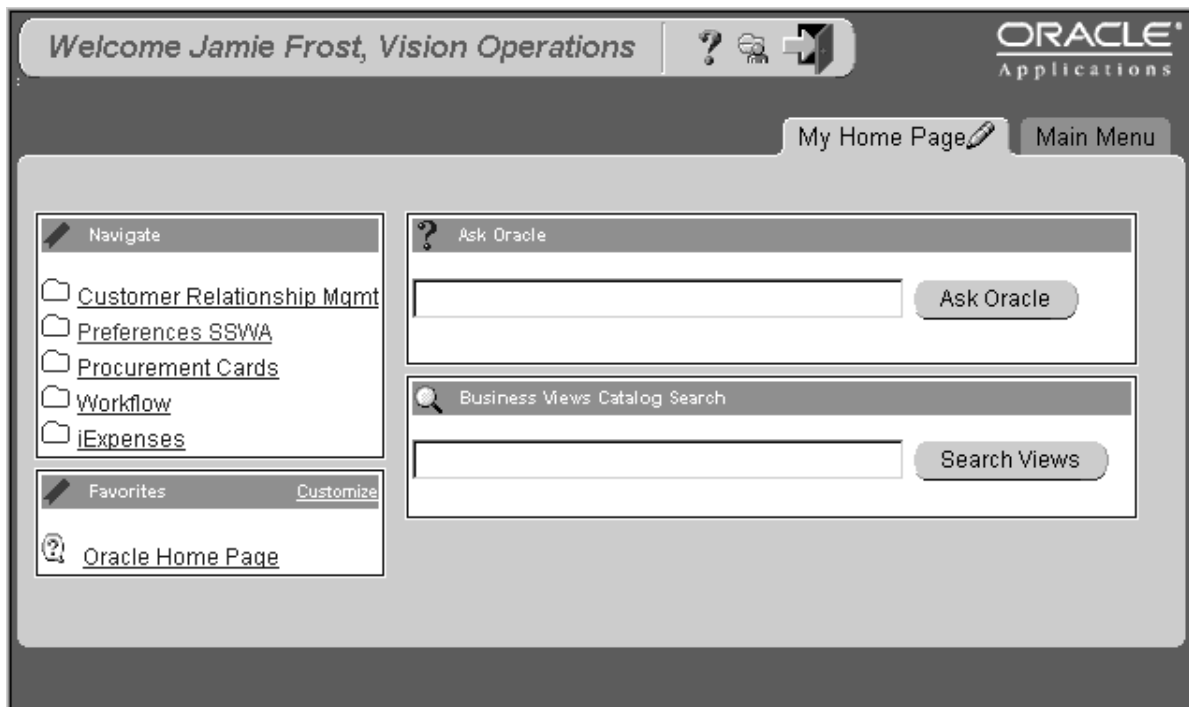 Welcome Jamie Frost, Vision Operations
ORACLE®
Applications
My Home Page
Main Menu
Navigate
Customer Relationship Mgmt
Preferences SSWA
Procurement Cards
Workflow
iExpenses
Favorites Customize
Oracle Home Page
Ask Oracle
Ask Oracle
Business Views Catalog Search
Search Views